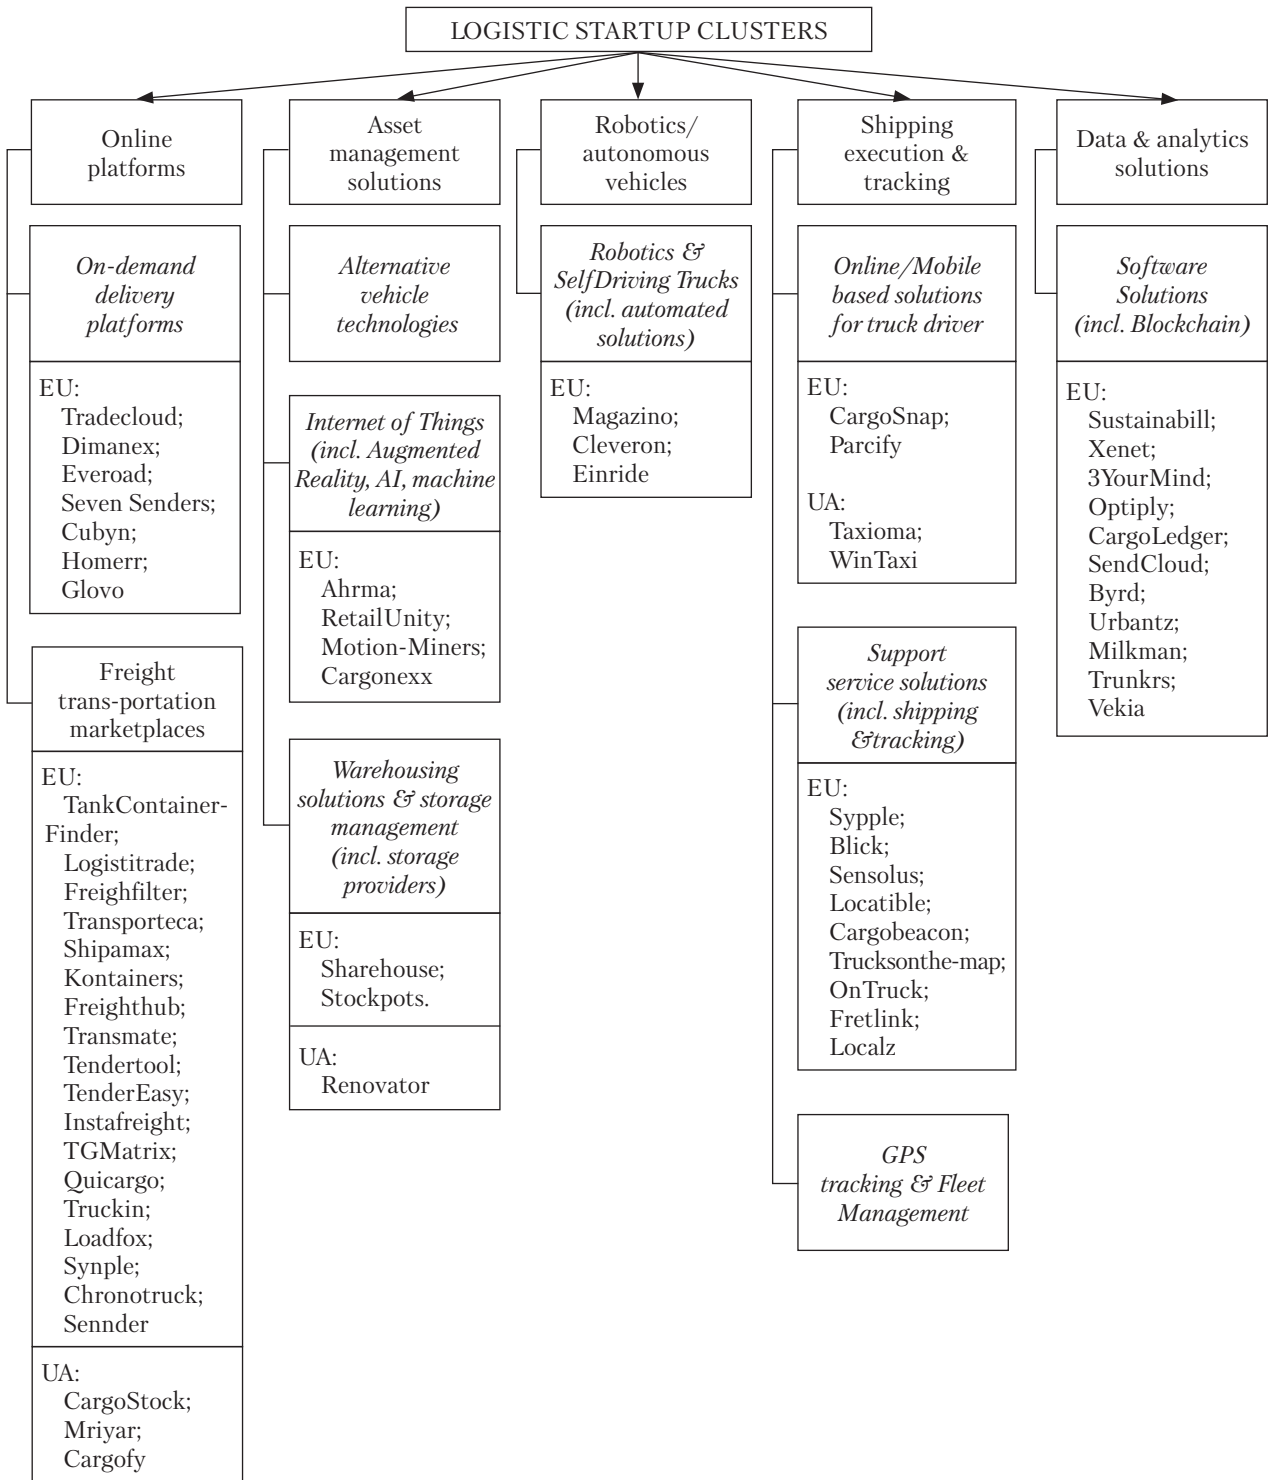 LOGISTIC STARTUP CLUSTERS
Online
platforms
On-demand
delivery
platforms
EU:
Tradecloud;
Dimanex;
Everoad;
Seven Senders;
Cubyn;
Homerr;
Glovo
Freight
trans-portation
marketplaces
EU:
TankContainer-
Finder;
Logistitrade;
Freighfilter;
Transporteca;
Shipamax;
Kontainers;
Freighthub;
Transmate;
Tendertool;
TenderEasy;
Instafreight;
TGMatrix;
Quicargo;
Truckin;
Loadfox;
Synple;
Chronotruck;
Sennder
UA:
CargoStock;
Mriyar;
Cargofy
Asset
management
solutions
Alternative
vehicle
technologies
Internet of Things
(incl. Augmented
Reality, AI, machine
learning)
EU:
Ahrma;
RetailUnity;
Motion-Miners;
Cargonexx
Warehousing
solutions & storage
management
(incl. storage
providers)
EU:
Sharehouse;
Stockpots.
UA:
Renovator
Robotics/
autonomous
vehicles
Robotics &
SelfDriving Trucks
(incl. automated
solutions)
EU:
Magazino;
Cleveron;
Einride
Shipping
execution &
tracking
Online/Mobile
based solutions
for truck driver
EU:
CargoSnap;
Parcify
UA:
Taxioma;
WinTaxi
Support
service solutions
(incl. shipping
&tracking)
EU:
Sypple;
Blick;
Sensolus;
Locatible;
Cargobeacon;
Trucksonthe-map;
OnTruck;
Fretlink;
Localz
GPS
tracking & Fleet
Management
Data & analytics
solutions
Software
Solutions
(incl. Blockchain)
EU:
Sustainabill;
Xenet;
3YourMind;
Optiply;
CargoLedger;
SendCloud;
Byrd;
Urbantz;
Milkman;
Trunkrs;
Vekia